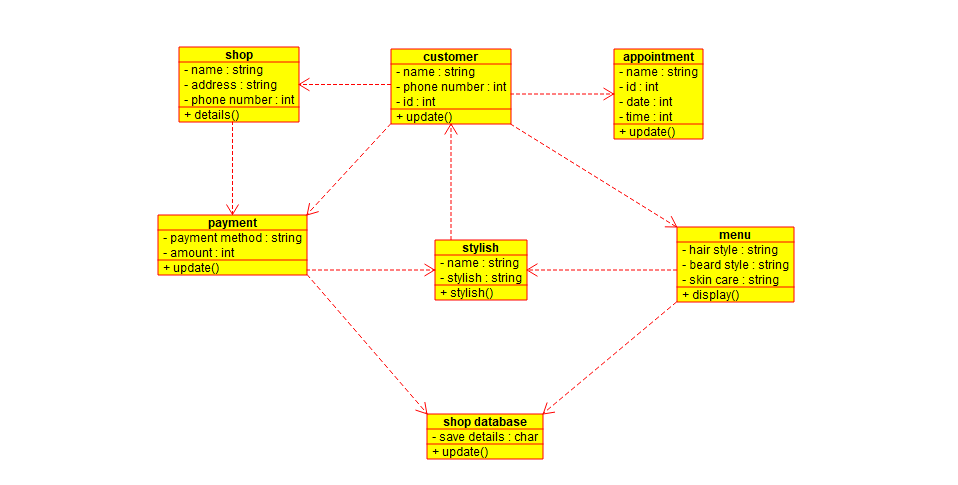 shop
- name : string
- address : string
- phone number : int
+ details()
customer
- name : string
- phone number : int
- id : int
+ update()
appointment
- name : string
- id : int
- date : int
- time : int
+ update()
payment
- payment method : string
- amount : int
+ update()
stylish
- name : string
- stylish : string
+ stylish()
menu
- hair style : string
- beard style : string
- skin care : string
+ display()
shop database
- save details : char
+ update()